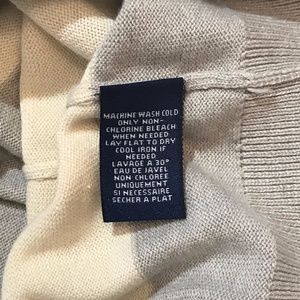 MACHINE WASH COLD
ONLY NON-
CHLORINE BLEACH
WHEN NEEDED
LAY FLAT TO DRY
COOL IRON IF
NEEDED
LAVAGE A 30°
EAU DE JAVEL
NON CHLOREE
UNIQUEMENT
SI NECESSAIRE
SECHER A PLAT